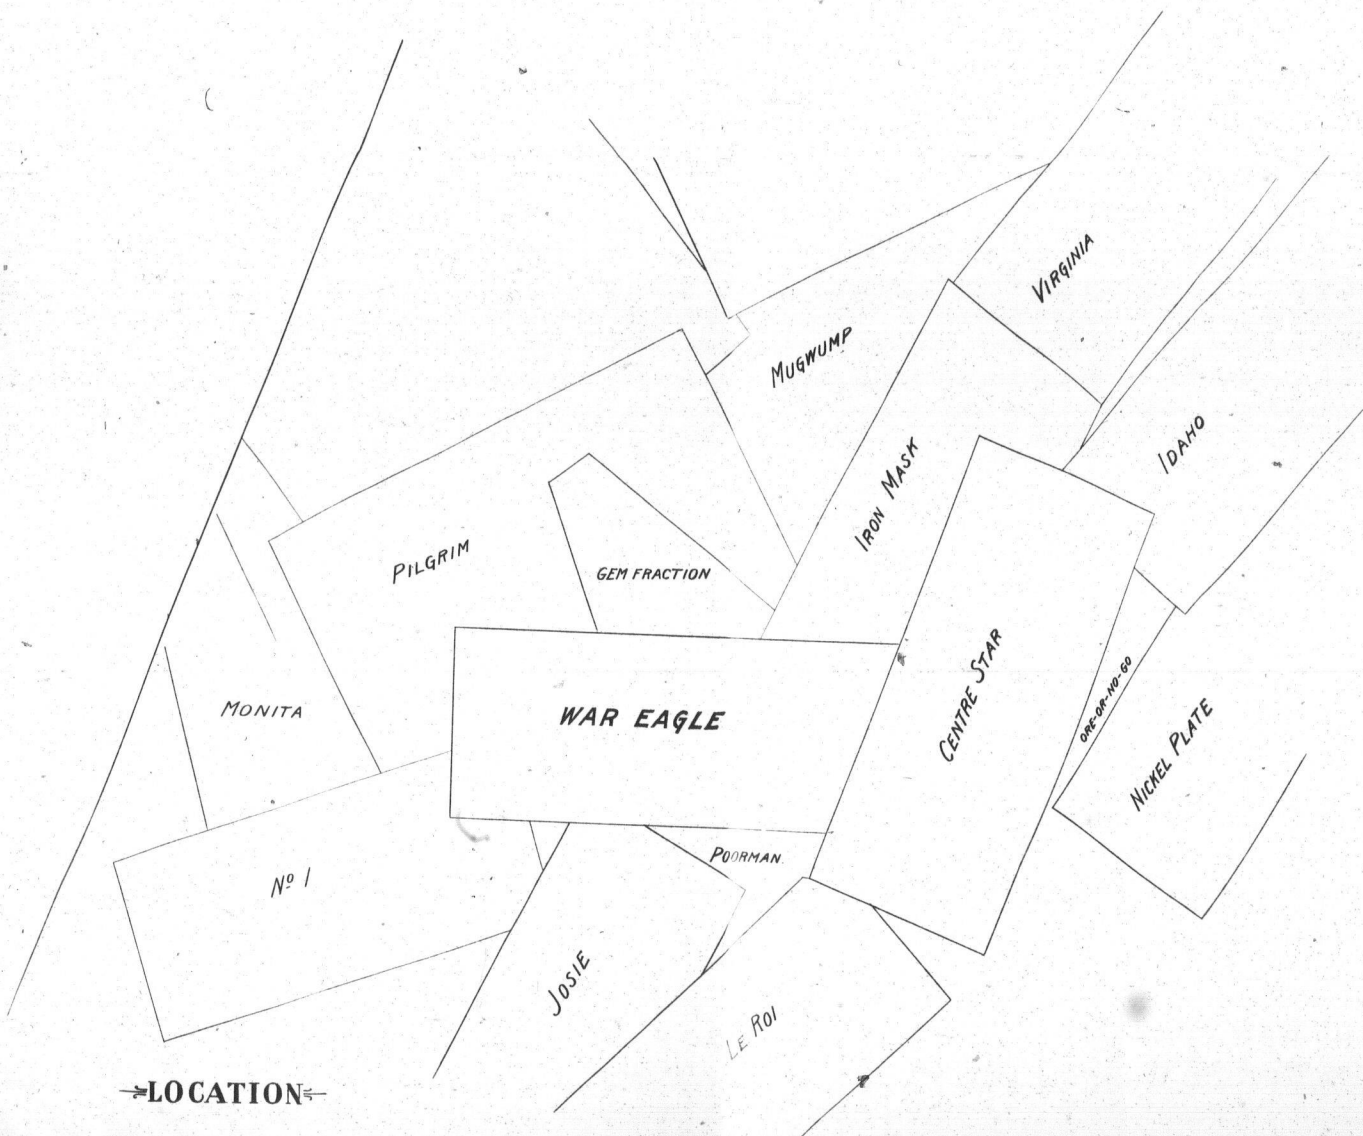 VIRGINIA
MUGWUMP
IDAHO
IRON MASK
PILGRIM
GEM FRACTION
CENTRE STAR
ORE-OR-NO-GO
MONITA
WAR EAGLE
NICKEL PLATE
POORMAN
Nº 1
JOSIE
LE ROI
LOCATION